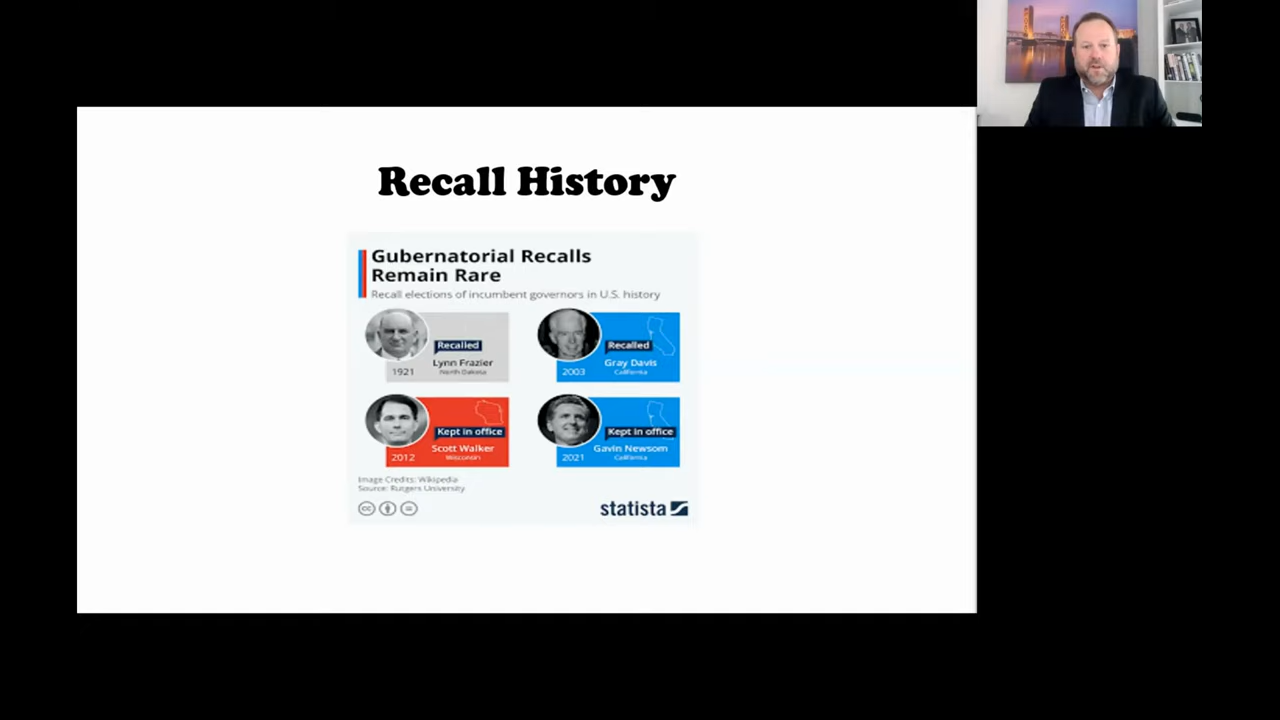 Recall History
Gubernatorial Recalls
Remain Rare
Recall elections of incumbent governors in U.S. history
Recalled
Lynn Frazier
North Dakota
1921
Recalled
Gray Davis
California
2003
Kept in office
Scott Walker
Wisconsin
2012
Kept in office
Gavin Newsom
California
2021
Image Credits: Wikipedia
Source: Rutgers University
cc
statista